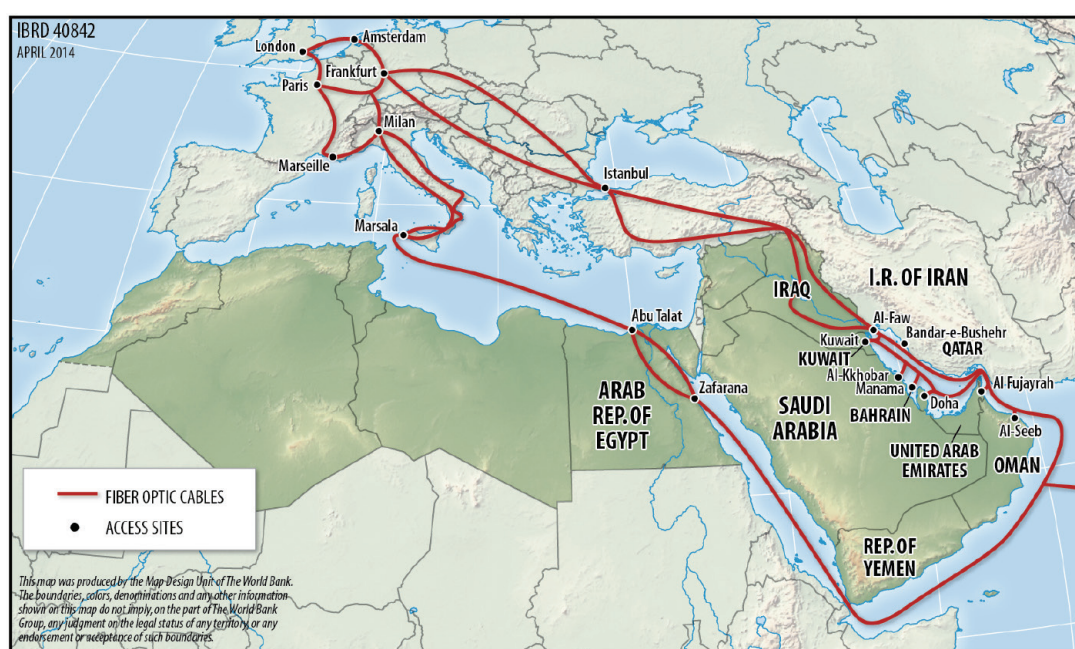 IBRD 40842
APRIL 2014
London
Amsterdam
Frankfurt
Paris
Milan
Marseille
Istanbul
Marsala
I.R. OF IRAN
IRAQ
Abu Talat
Al-Faw
Bandar-e-Bushehr
Kuwait
QATAR
KUWAIT
Al-Kkhobar
Manama
Al Fujayrah
Zafarana
Doha
ARAB
REP. OF
EGYPT
SAUDI
ARABIA
BAHRAIN
Al-Seeb
UNITED ARAB
EMIRATES
OMAN
FIBER OPTIC CABLES
ACCESS SITES
REP. OF
YEMEN
This map was produced by the Map Design Unit of The World Bank.
The boundaries, colors, denominations and any other information
shown on this map do not imply, on the part of The World Bank
Group, any judgment on the legal status of any territory, or any
endorsement or acceptance of such boundaries.